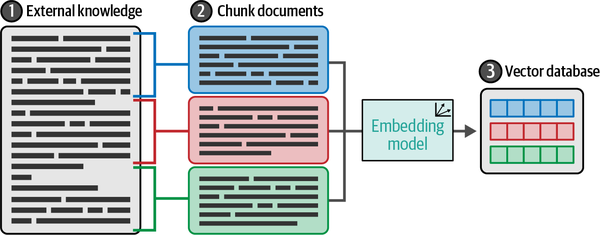 1 External knowledge
2 Chunk documents
3 Vector database
Embedding
model